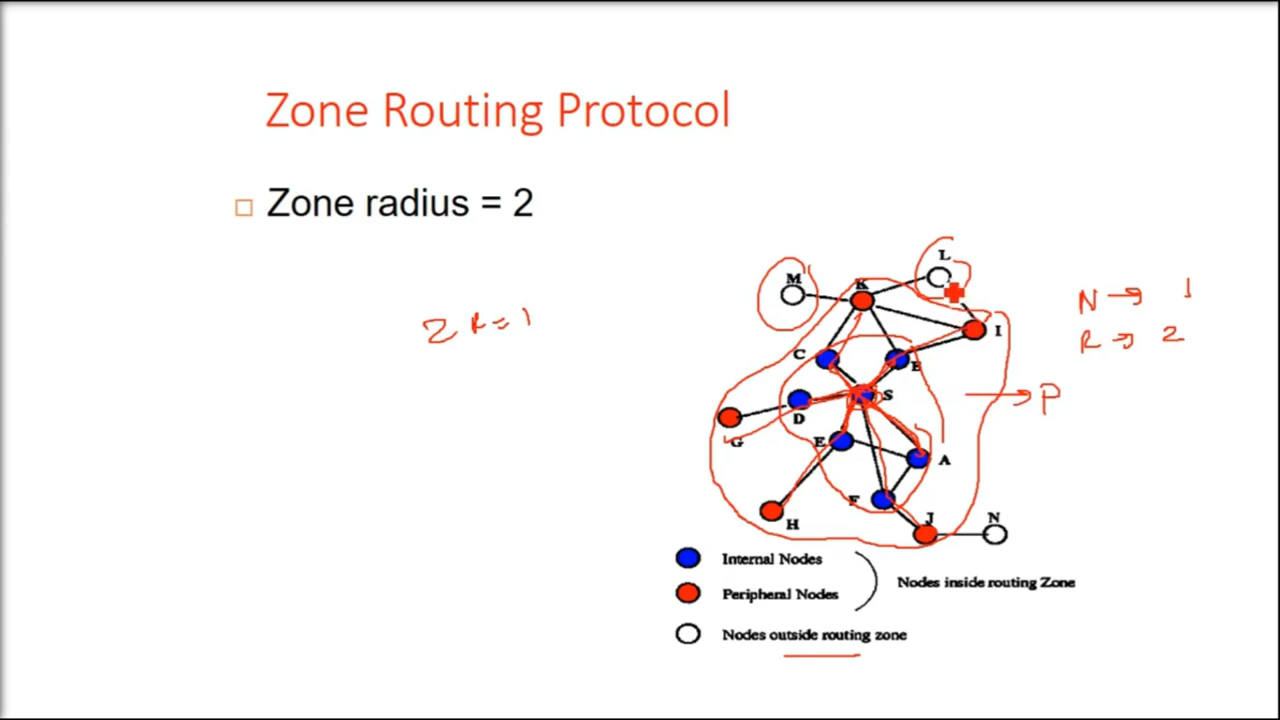 Zone Routing Protocol
Zone radius = 2
L
M
K
N → 1
I
R → 2
Z R = 1
C
B
S
→ P
D
G
E
A
F
H
J
N
Internal Nodes
Nodes inside routing Zone
Peripheral Nodes
Nodes outside routing zone